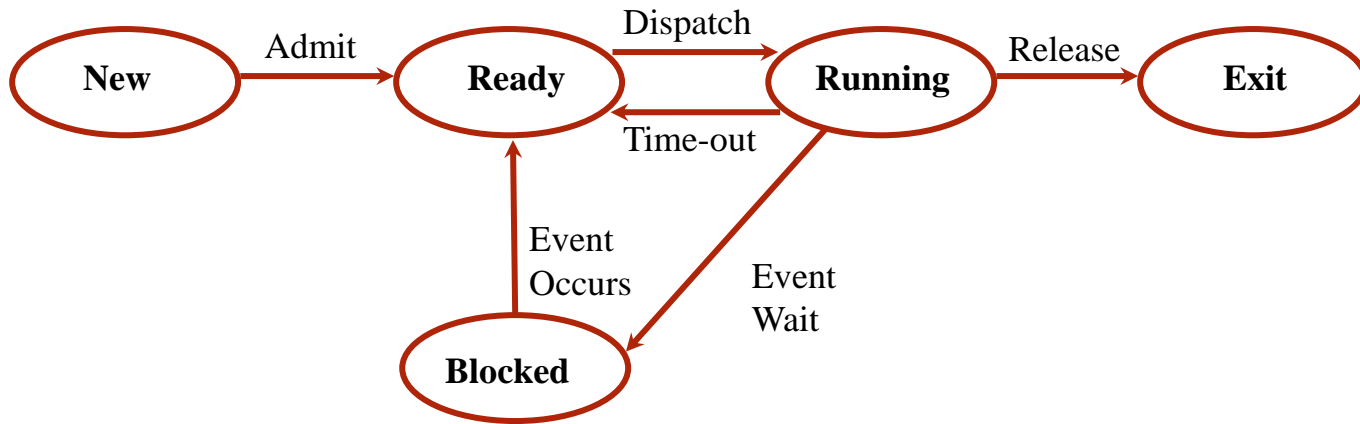 Dispatch
Admit
Release
New
Ready
Running
Exit
Time-out
Event
Occurs
Event
Wait
Blocked